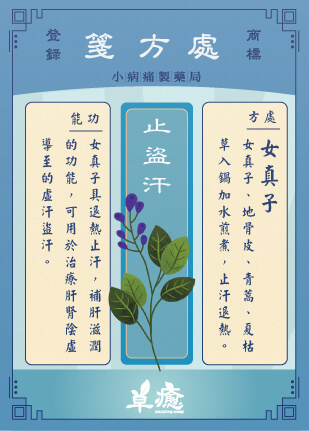 商標
處方箋
登錄
小病痛製藥局
處方
女真子
女真子、地骨皮、青蒿、夏枯
草入鍋加水煎煮，止汗退熱。
止盜汗
功能
女真子具退熱止汗，補肝滋潤
的功能，可用於治療肝腎陰虛
導至的虛汗盜汗。
草癒